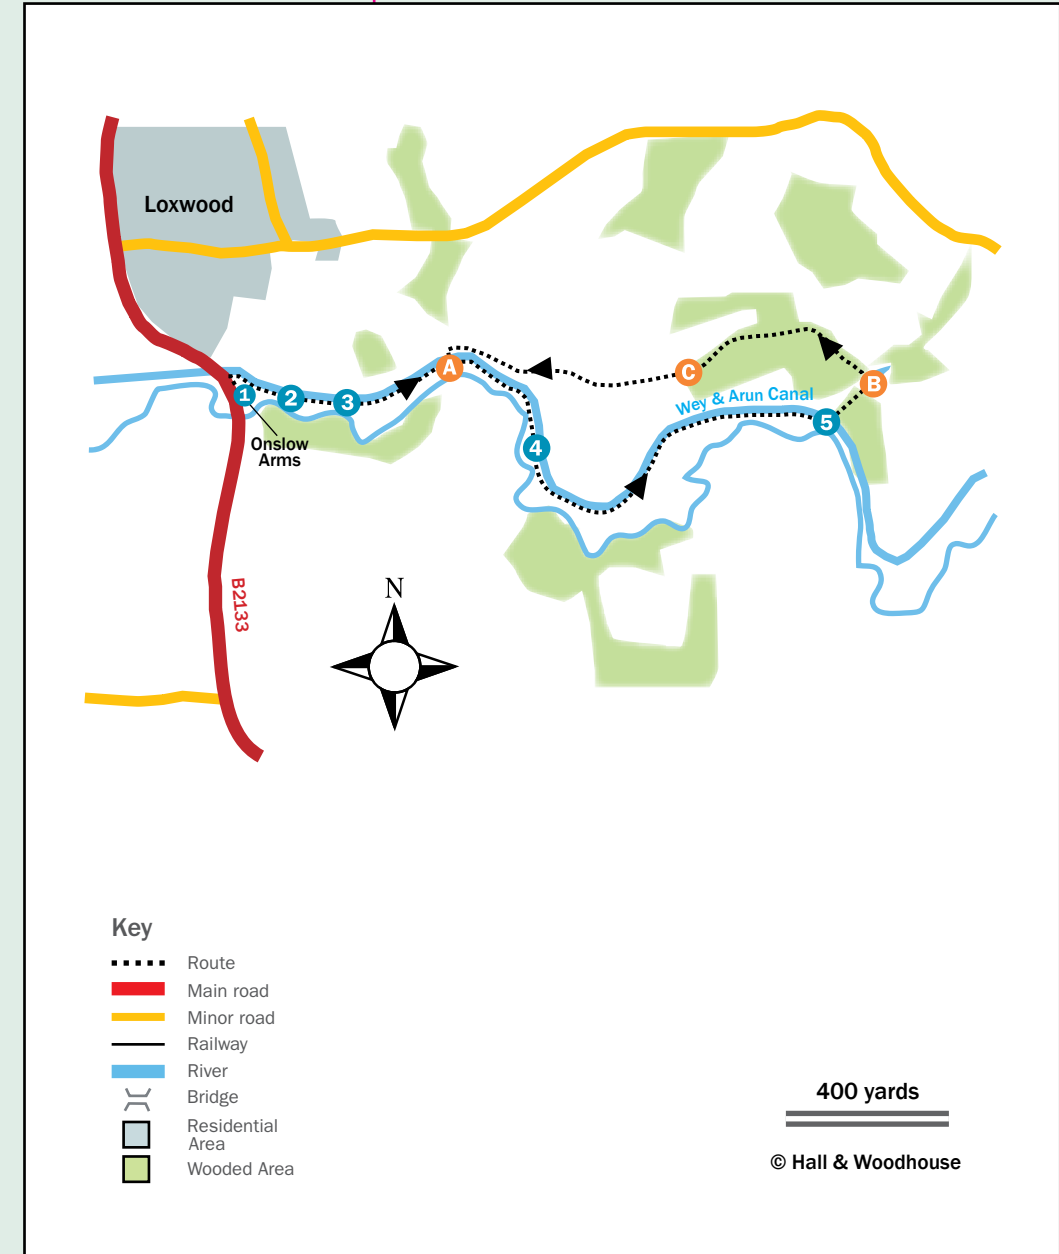 Loxwood
A
C
B
Wey & Arun Canal
1
2
3
5
4
Onslow
Arms
B2133
N
Key
Route
Main road
Minor road
Railway
River
Bridge
Residential
Area
Wooded Area
400 yards
© Hall & Woodhouse